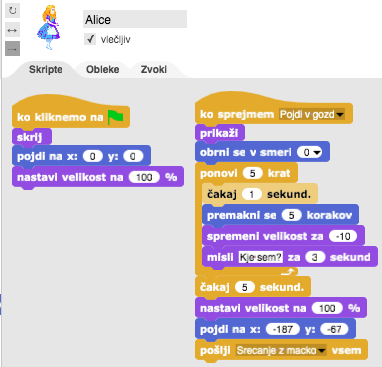 Alice
vlečljiv
Skripte Obleke Zvoki
ko kliknemo na
skrij
pojdi na x: 0 y: 0
nastavi velikost na 100 %
ko sprejmem Pojdi v gozd
prikaži
obrni se v smeri 0
ponovi 5 krat
čakaj 1 sekund.
premakni se 5 korakov
spremeni velikost za -10
misli Kje sem? za 3 sekund
čakaj 5 sekund.
nastavi velikost na 100 %
pojdi na x: -187 y: -67
pošlji Srecanje z macko vsem